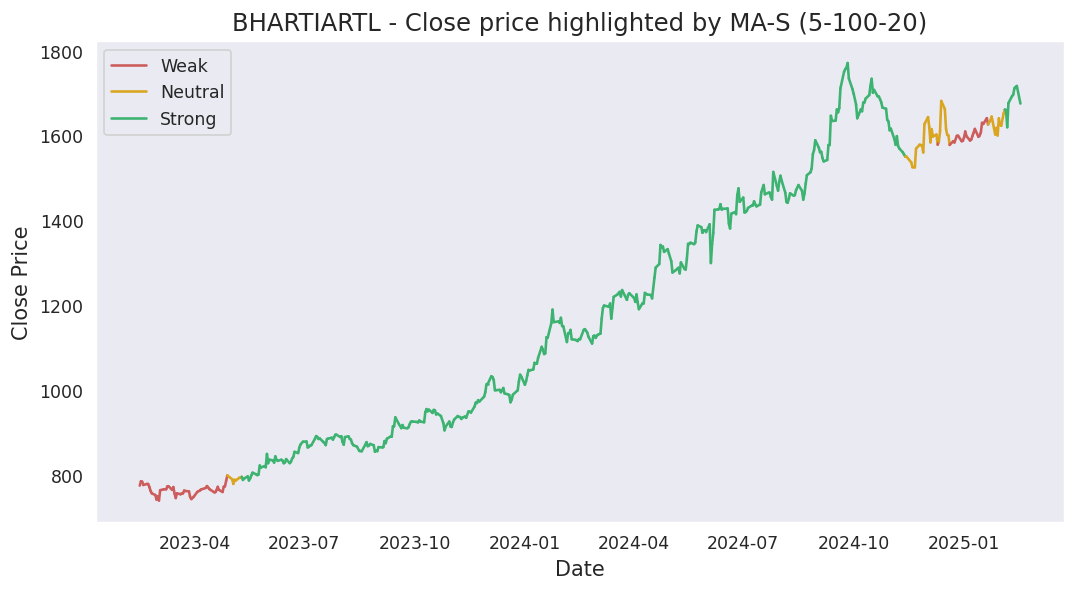 BHARTIARTL - Close price highlighted by MA-S (5-100-20)
Weak
Neutral
Strong
Close Price
1800
1600
1400
1200
1000
800
2023-04 2023-07 2023-10 2024-01 2024-04 2024-07 2024-10 2025-01
Date